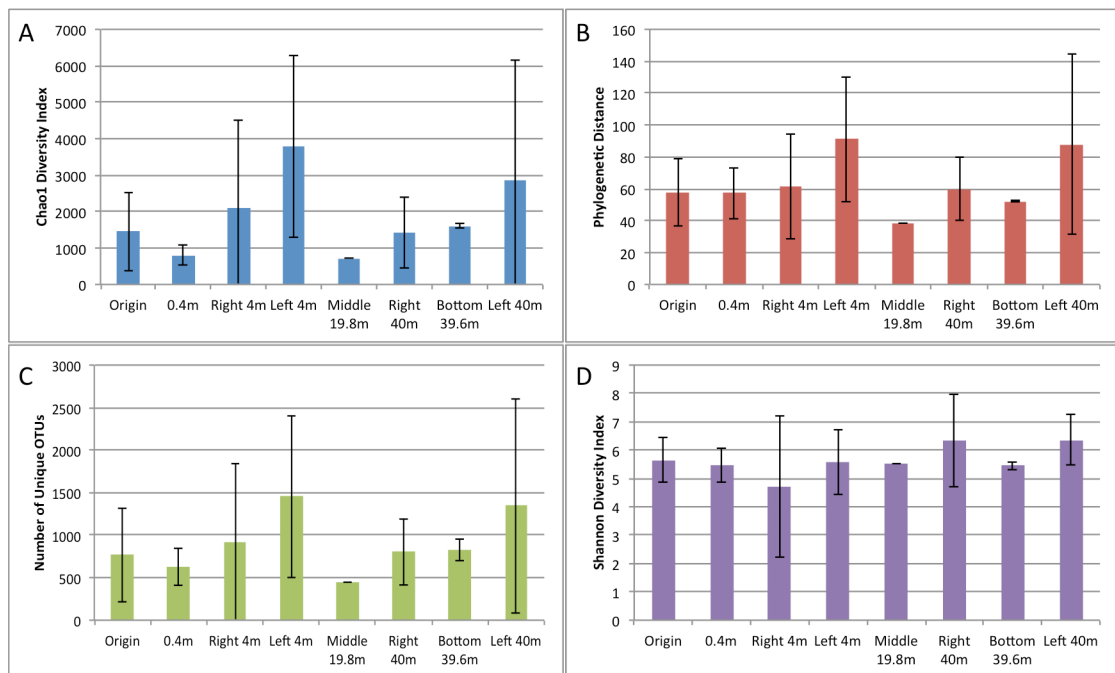 A
Chao1 Diversity Index
7000
6000
5000
4000
3000
2000
1000
0
Origin 0.4m Right 4m Left 4m Middle Right Bottom Left 40m
19.8m 40m 39.6m
B
Phylogenetic Distance
160
140
120
100
80
60
40
20
0
Origin 0.4m Right 4m Left 4m Middle Right Bottom Left 40m
19.8m 40m 39.6m
C
Number of Unique OTUs
3000
2500
2000
1500
1000
500
0
Origin 0.4m Right 4m Left 4m Middle Right Bottom Left 40m
19.8m 40m 39.6m
D
Shannon Diversity Index
9
8
7
6
5
4
3
2
1
0
Origin 0.4m Right 4m Left 4m Middle Right Bottom Left 40m
19.8m 40m 39.6m